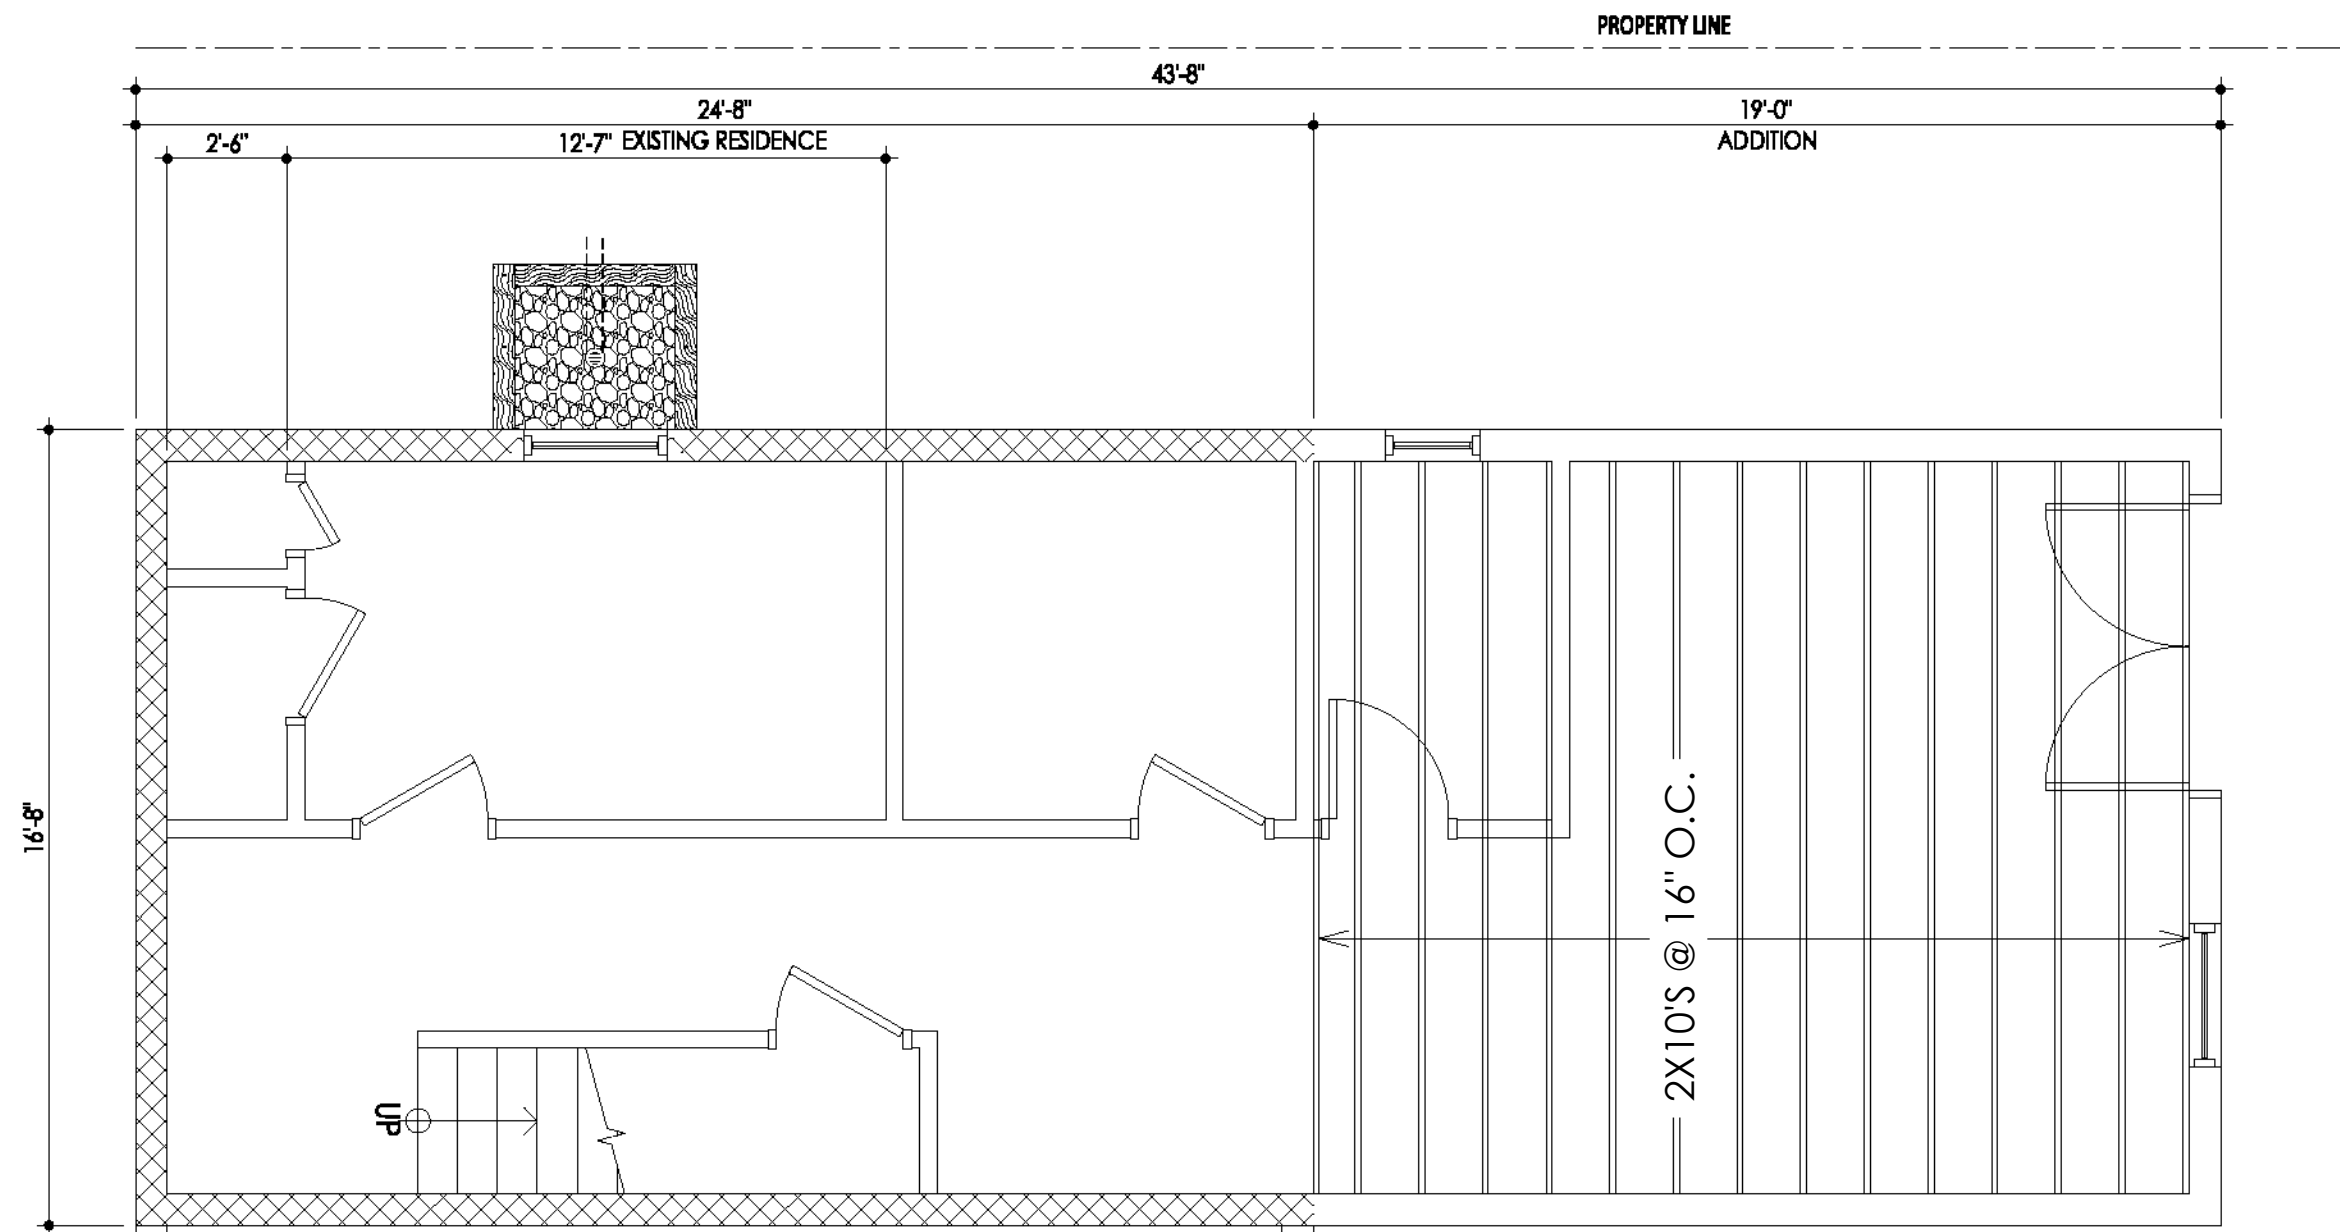 PROPERTY LINE
43'-8"
24'-8"
19'-0"
2'-6"
12'-7" EXISTING RESIDENCE
ADDITION
16'-8"
2X10'S @ 16" O.C.
UP